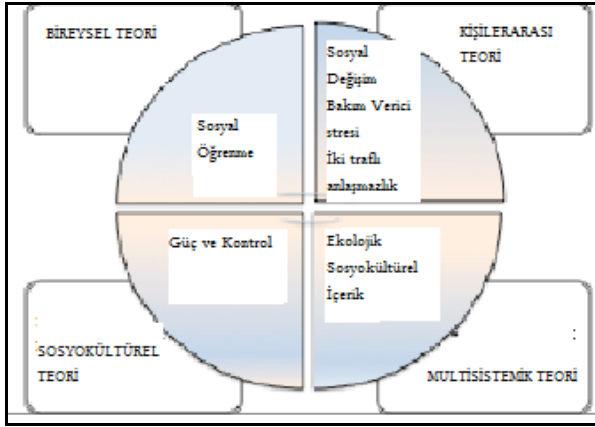 BİREYSEL TEORİ
KİŞİLERARASI
TEORİ
Sosyal
Öğrenme
Sosyal
Değişim
Bakım Verici
stresi
İki traflı
anlaşmazlık
Güç ve Kontrol
Ekolojik
Sosyokültürel
İçerik
:
SOSYOKÜLTÜREL
TEORİ
:
MULTİSİSTEMİK TEORİ